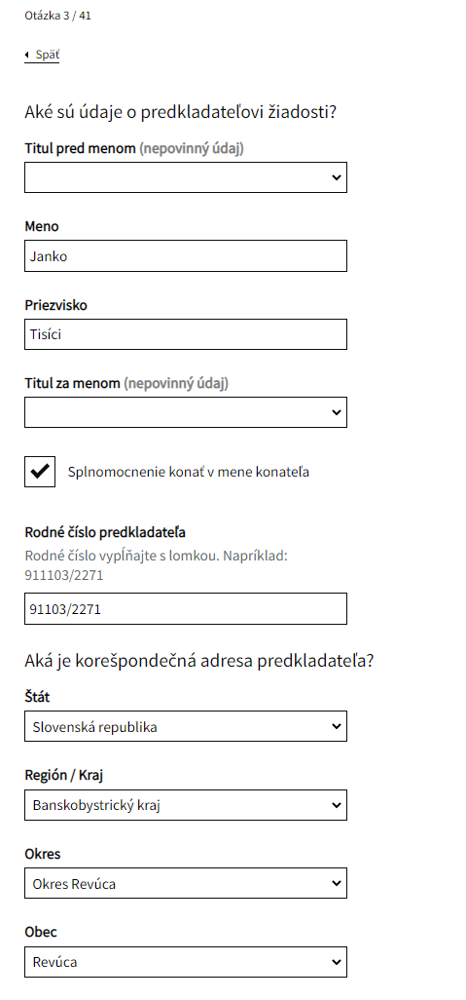 Otázka 3 / 41
Späť
Aké sú údaje o predkladateľovi žiadosti?
Titul pred menom (nepovinný údaj)
Meno
Janko
Priezvisko
Tisíci
Titul za menom (nepovinný údaj)
Splnomocnenie konať v mene konateľa
Rodné číslo predkladateľa
Rodné číslo vypĺňajte s lomkou. Napríklad:
911103/2271
91103/2271
Aká je korešpondečná adresa predkladateľa?
Štát
Slovenská republika
Región / Kraj
Banskobystrický kraj
Okres
Okres Revúca
Obec
Revúca